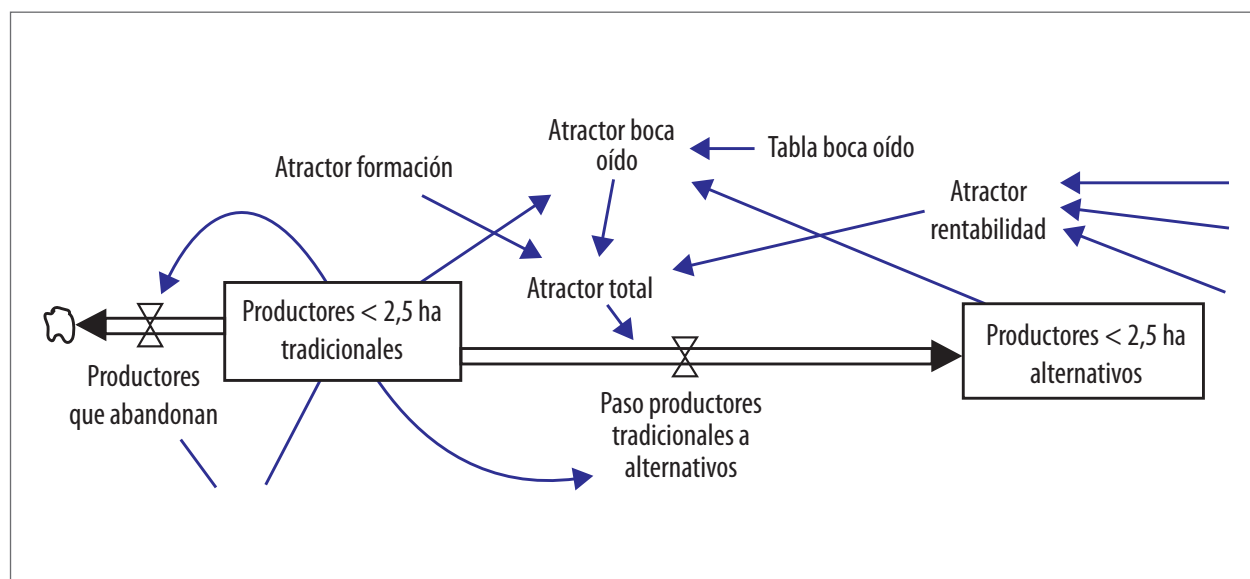 Atractor boca
oído
Tabla boca oído
Atractor formación
Atractor
rentabilidad
Atractor total
Productores < 2,5 ha
tradicionales
Productores < 2,5 ha
alternativos
Productores
que abandonan
Paso productores
tradicionales a
alternativos